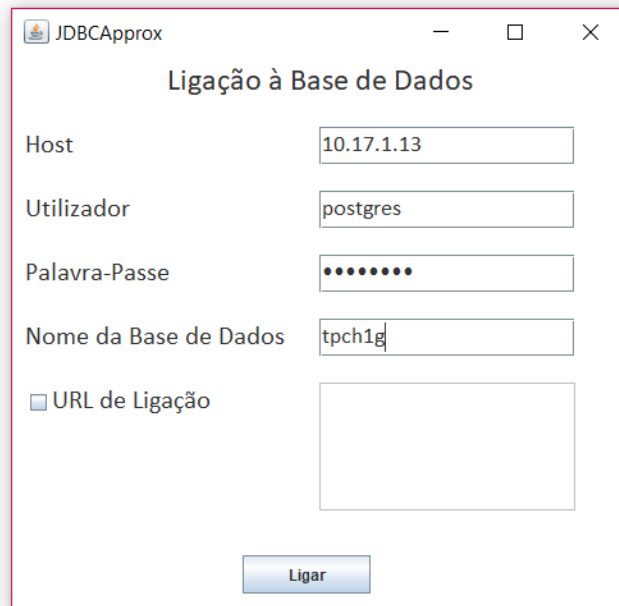 JDBCApprox
Ligação à Base de Dados
Host 10.17.1.13
Utilizador postgres
Palavra-Passe ••••••••
Nome da Base de Dados tpch1g
URL de Ligação
Ligar